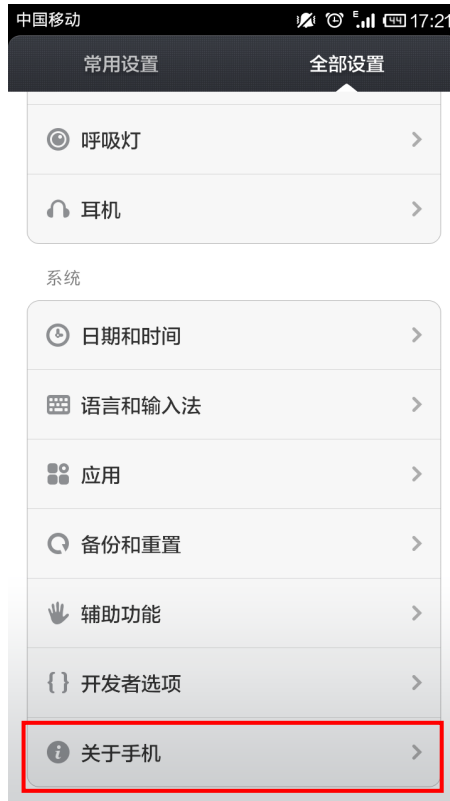 中国移动 E 44 17:21
常用设置 全部设置
呼吸灯
耳机
系统
日期和时间
语言和输入法
应用
备份和重置
辅助功能
{ } 开发者选项
关于手机